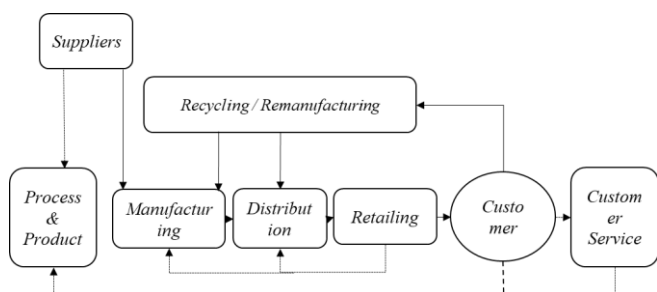 Suppliers
Recycling / Remanufacturing
Process
&
Product
Manufactur
ing
Distribut
ion
Retailing
Custo
mer
Custom
er
Service